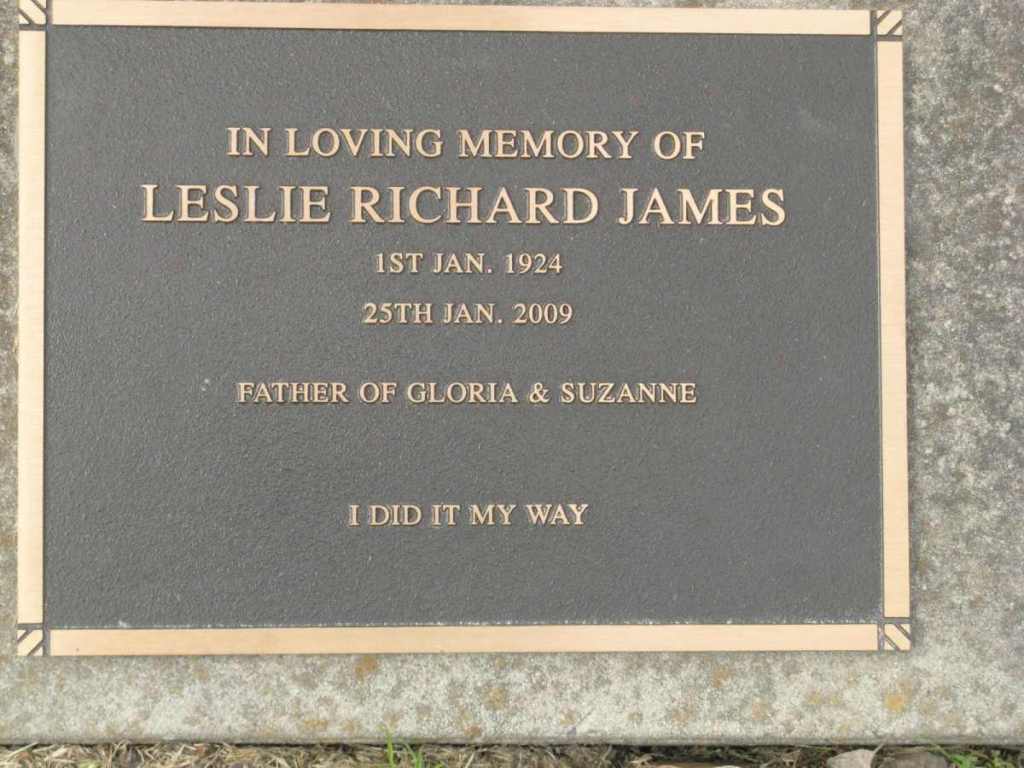 IN LOVING MEMORY OF
LESLIE RICHARD JAMES
1ST JAN. 1924
25TH JAN. 2009
FATHER OF GLORIA & SUZANNE
I DID IT MY WAY